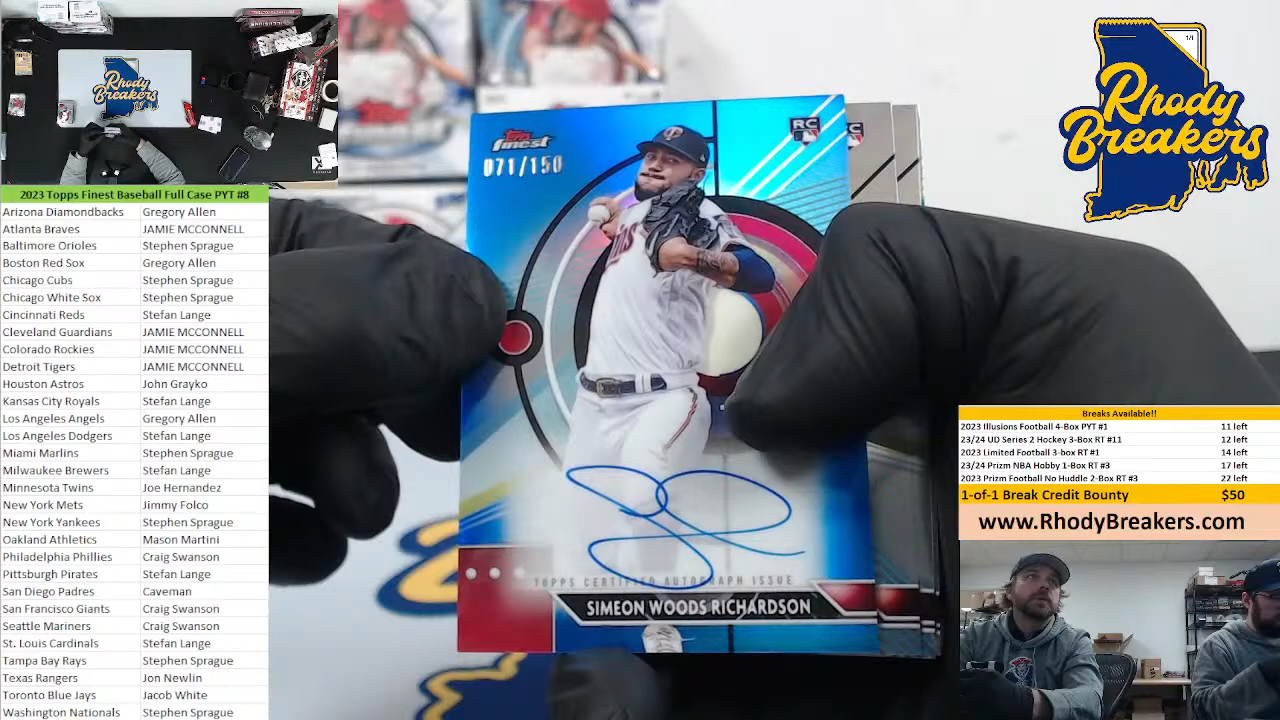 Rhody
Breakers
2023 Topps Finest Baseball Full Case PYT #8
Arizona Diamondbacks Gregory Allen
Atlanta Braves JAMIE MCCONNELL
Baltimore Orioles Stephen Sprague
Boston Red Sox Gregory Allen
Chicago Cubs Stephen Sprague
Chicago White Sox Stephen Sprague
Cincinnati Reds Stefan Lange
Cleveland Guardians JAMIE MCCONNELL
Colorado Rockies JAMIE MCCONNELL
Detroit Tigers JAMIE MCCONNELL
Houston Astros John Grayko
Kansas City Royals Stefan Lange
Los Angeles Angels Gregory Allen
Los Angeles Dodgers Stefan Lange
Miami Marlins Stephen Sprague
Milwaukee Brewers Stefan Lange
Minnesota Twins Joe Hernandez
New York Mets Jimmy Folco
New York Yankees Stephen Sprague
Oakland Athletics Mason Martini
Philadelphia Phillies Craig Swanson
Pittsburgh Pirates Stefan Lange
San Diego Padres Caveman
San Francisco Giants Craig Swanson
Seattle Mariners Craig Swanson
St. Louis Cardinals Stefan Lange
Tampa Bay Rays Stephen Sprague
Texas Rangers Jon Newlin
Toronto Blue Jays Jacob White
Washington Nationals Stephen Sprague
Topps
finest
071/150
RC
RC
TOPPS CERTIFIED AUTOGRAPH ISSUE
SIMEON WOODS RICHARDSON
1/1
Rhody
Breakers
Breaks Available!!
2023 Illusions Football 4-Box PYT #1 11 left
23/24 UD Series 2 Hockey 3-Box RT #11 12 left
2023 Limited Football 3-box RT #1 14 left
23/24 Prizm NBA Hobby 1-Box RT #3 17 left
2023 Prizm Football No Huddle 2-Box RT #3 22 left
1-of-1 Break Credit Bounty $50
www.RhodyBreakers.com